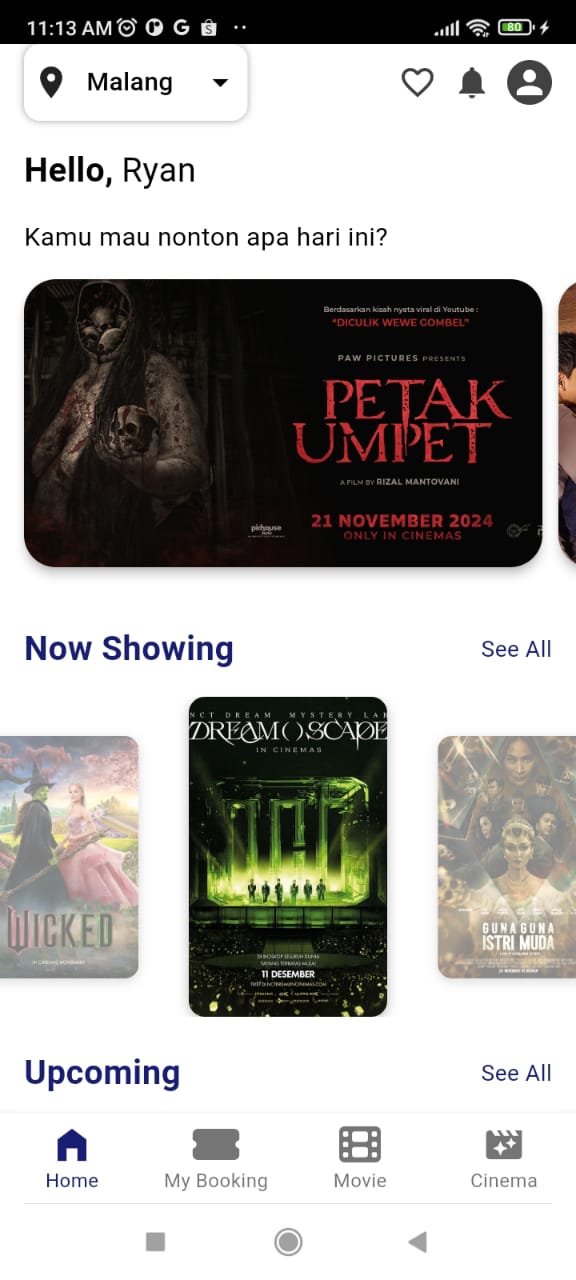 11:13 AM
80
Malang
Hello, Ryan
Kamu mau nonton apa hari ini?
Berdasarkan kisah nyata viral di Youtube :
"DICULIK WEWE GOMBEL"
PAW PICTURES PRESENTS
PETAK
UMPET
A FILM BY RIZAL MANTOVANI
pichouse
21 NOVEMBER 2024
ONLY IN CINEMAS
Now Showing
See All
WICKED
IN CINEMAS NOVEMBER
NCT DREAM MYSTERY LAB
DREAM( )SCAPE
IN CINEMAS
DI BIOSKOP SELURUH DUNIA
TAYANG TERBATAS MULAI
11 DESEMBER
GUNA GUNA
ISTRI MUDA
Upcoming
See All
Home
My Booking
Movie
Cinema